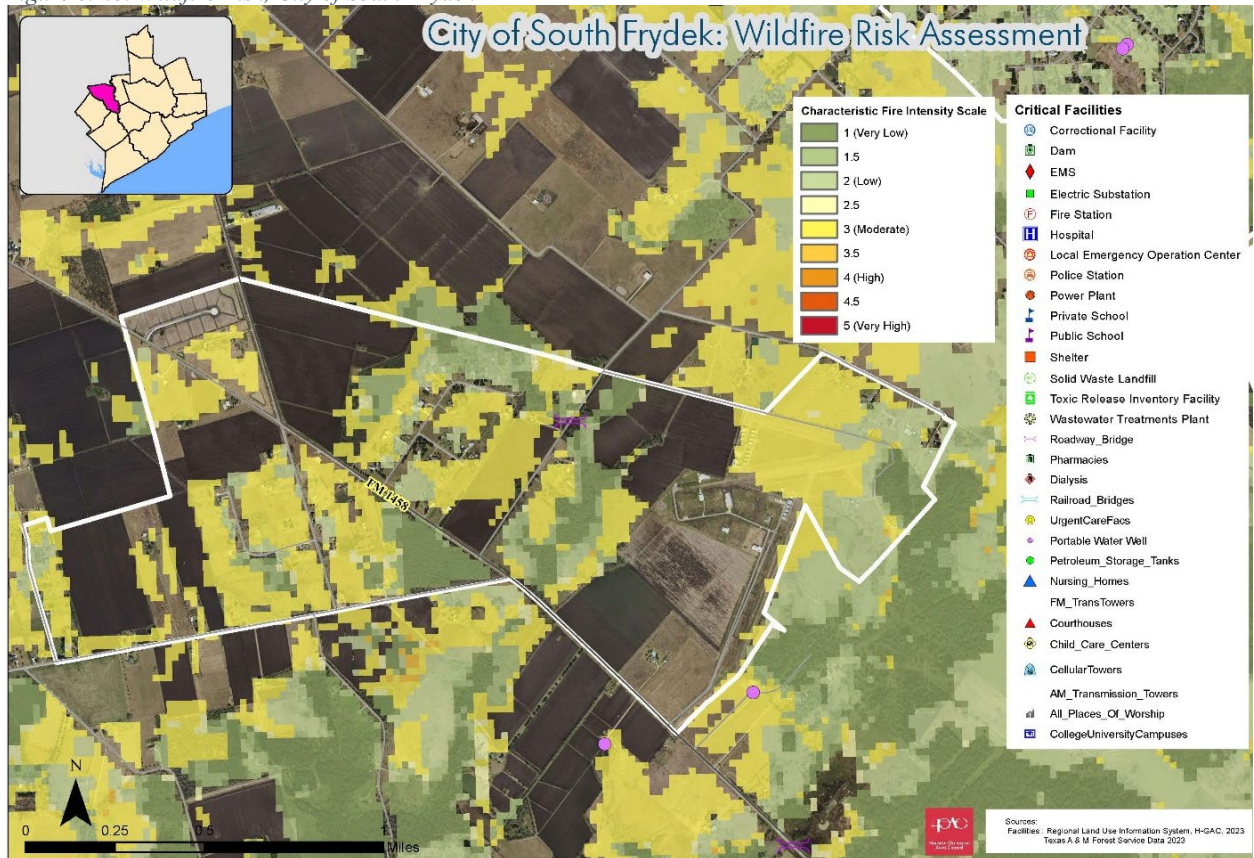 City of South Frydek: Wildfire Risk Assessment
Characteristic Fire Intensity Scale
1 (Very Low)
1.5
2 (Low)
2.5
3 (Moderate)
3.5
4 (High)
4.5
5 (Very High)
Critical Facilities
Correctional Facility
Dam
EMS
Electric Substation
F
Fire Station
H
Hospital
Local Emergency Operation Center
Police Station
Power Plant
Private School
Public School
Shelter
Solid Waste Landfill
Toxic Release Inventory Facility
Wastewater Treatments Plant
Roadway_Bridge
Pharmacies
Dialysis
Railroad_Bridges
UrgentCareFacs
Portable Water Well
Petroleum_Storage_Tanks
Nursing_Homes
FM_TransTowers
Courthouses
Child_Care_Centers
CellularTowers
AM_Transmission_Towers
All_Places_Of_Worship
CollegeUniversityCampuses
FM 1458
N
0 0.25 0.5 1
Miles
Sources:
Facilities : Regional Land Use Information System, H-GAC, 2023
Texas A & M Forest Service Data 2023